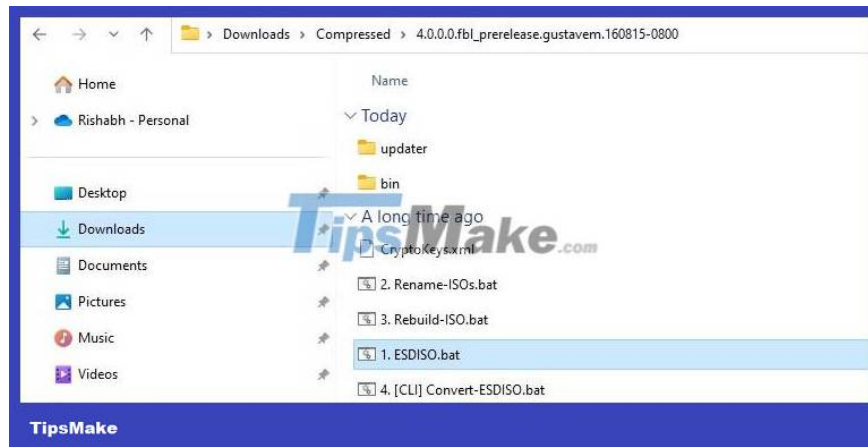 Downloads > Compressed > 4.0.0.0.fbl_prerelease.gustavem.160815-0800
Home
Rishabh - Personal
Desktop
Downloads
Documents
Pictures
Music
Videos
Name
Today
updater
bin
A long time ago
CryptoKeys.xml
2. Rename-ISOs.bat
3. Rebuild-ISO.bat
1. ESDISO.bat
4. [CLI] Convert-ESDISO.bat
TipsMake.com
TipsMake